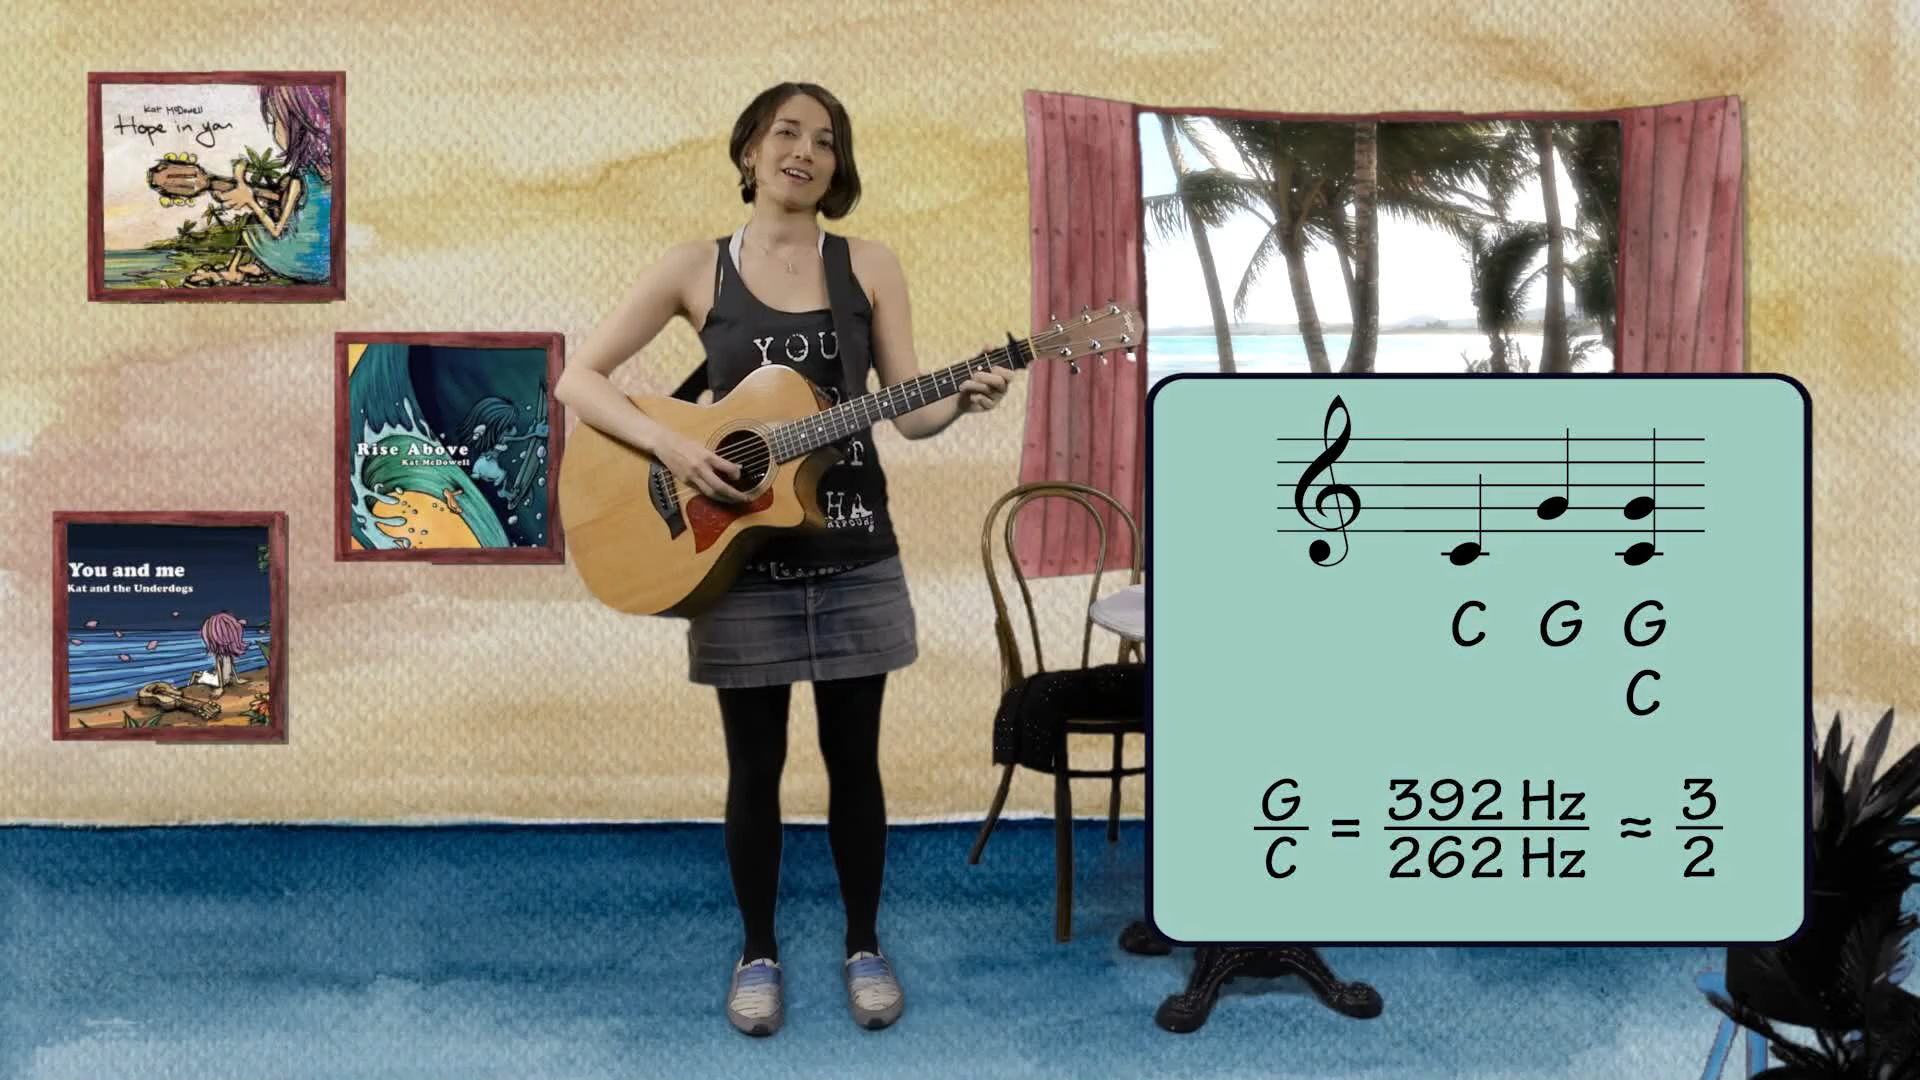 Kat McDowell
Hope in you
Rise Above
Kat McDowell
You and me
Kat and the Underdogs
YOU
HA
C G G
C
G/C = 392 Hz/262 Hz ≈ 3/2